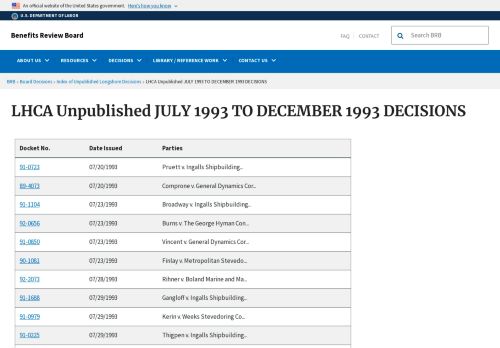 An official website of the United States government. Here's how you know
U.S. DEPARTMENT OF LABOR
Benefits Review Board
FAQ CONTACT
Search BRB
ABOUT US RESOURCES DECISIONS LIBRARY / REFERENCE WORK CONTACT US
BRB › Board Decisions › Index of Unpublished Longshore Decisions › LHCA Unpublished JULY 1993 TO DECEMBER 1993 DECISIONS
LHCA Unpublished JULY 1993 TO DECEMBER 1993 DECISIONS
Docket No. Date Issued Parties
91-0723 07/20/1993 Pruett v. Ingalls Shipbuilding...
89-4073 07/20/1993 Comprone v. General Dynamics Cor...
91-1104 07/23/1993 Broadway v. Ingalls Shipbuilding...
92-0656 07/23/1993 Burns v. The George Hyman Con...
91-0650 07/23/1993 Vincent v. General Dynamics Cor...
90-1081 07/23/1993 Finlay v. Metropolitan Stevedo...
92-2073 07/28/1993 Rihner v. Boland Marine and Ma...
91-1688 07/29/1993 Gangloff v. Ingalls Shipbuilding...
91-0979 07/29/1993 Kerin v. Weeks Stevedoring Co...
91-0225 07/29/1993 Thigpen v. Ingalls Shipbuilding...